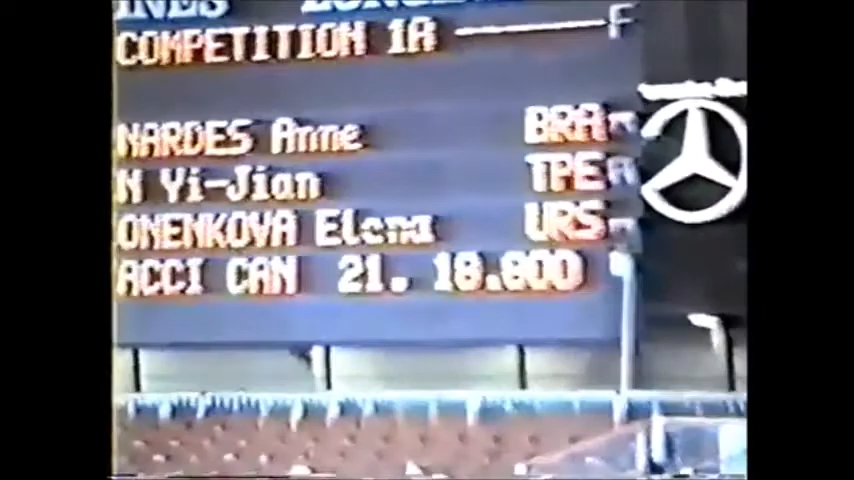 COMPETITION 1A F
NARDES Anne BRA
N Yi-Jian TPE
ONENKOVA Elena URS
ACCI CAN 21. 18.800